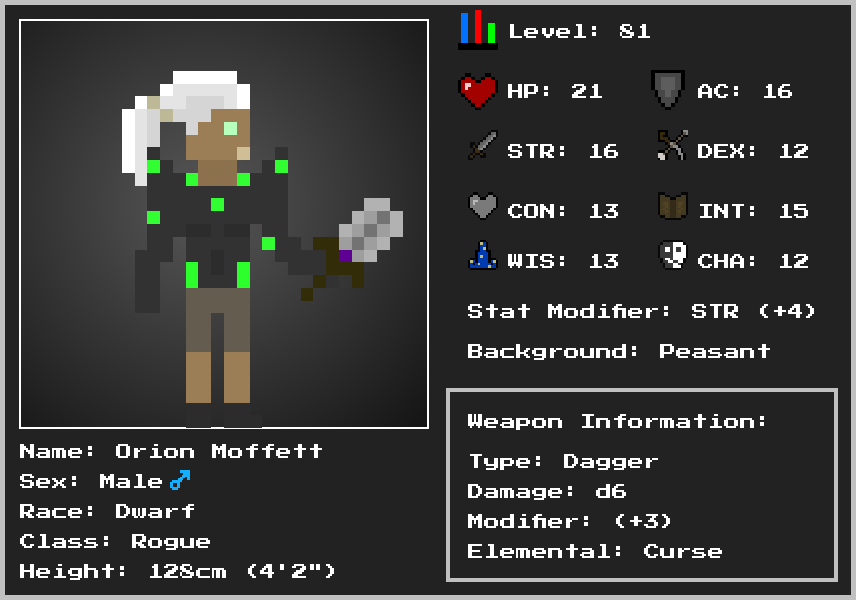 Level: 81
HP: 21
AC: 16
STR: 16
DEX: 12
CON: 13
INT: 15
WIS: 13
CHA: 12
Stat Modifier: STR (+4)
Background: Peasant
Name: Orion Moffett
Sex: Male ♂
Race: Dwarf
Class: Rogue
Height: 128cm (4'2")
Weapon Information:
Type: Dagger
Damage: d6
Modifier: (+3)
Elemental: Curse